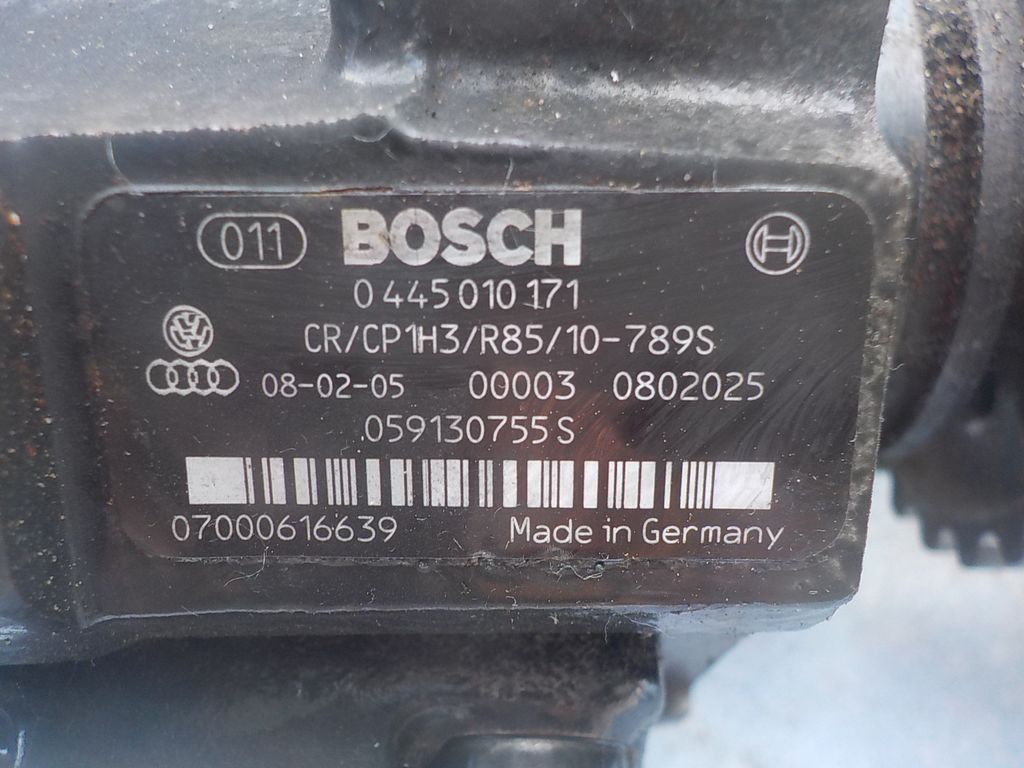 011 BOSCH
0 445 010 171
CR/CP1H3/R85/10-789S
08-02-05 00003 0802025
059130755S
07000616639 Made in Germany